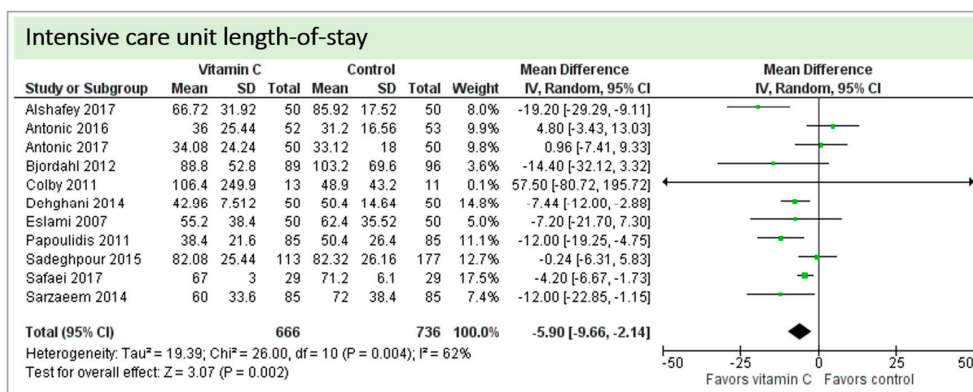 Intensive care unit length-of-stay
Vitamin C Control Mean Difference Mean Difference
Study or Subgroup Mean SD Total Mean SD Total Weight IV, Random, 95% CI IV, Random, 95% CI
Alshafey 2017 66.72 31.92 50 85.92 17.52 50 8.0% -19.20 [-29.29, -9.11]
Antonic 2016 36 25.44 52 31.2 16.56 53 9.9% 4.80 [-3.43, 13.03]
Antonic 2017 34.08 24.24 50 33.12 18 50 9.8% 0.96 [-7.41, 9.33]
Bjordahl 2012 88.8 52.8 89 103.2 69.6 96 3.6% -14.40 [-32.12, 3.32]
Colby 2011 106.4 249.9 13 48.9 43.2 11 0.1% 57.50 [-80.72, 195.72]
Dehghani 2014 42.96 7.512 50 50.4 14.64 50 14.8% -7.44 [-12.00, -2.88]
Eslami 2007 55.2 38.4 50 62.4 35.52 50 5.0% -7.20 [-21.70, 7.30]
Papoulidis 2011 38.4 21.6 85 50.4 26.4 85 11.1% -12.00 [-19.25, -4.75]
Sadeghpour 2015 82.08 25.44 113 82.32 26.16 177 12.7% -0.24 [-6.31, 5.83]
Safaei 2017 67 3 29 71.2 6.1 29 17.5% -4.20 [-6.67, -1.73]
Sarzaeem 2014 60 33.6 85 72 38.4 85 7.4% -12.00 [-22.85, -1.15]
Total (95% CI) 666 736 100.0% -5.90 [-9.66, -2.14]
Heterogeneity: Tau² = 19.39; Chi² = 26.00, df = 10 (P = 0.004); I² = 62%
Test for overall effect: Z = 3.07 (P = 0.002)
-50 -25 0 25 50
Favors vitamin C Favors control